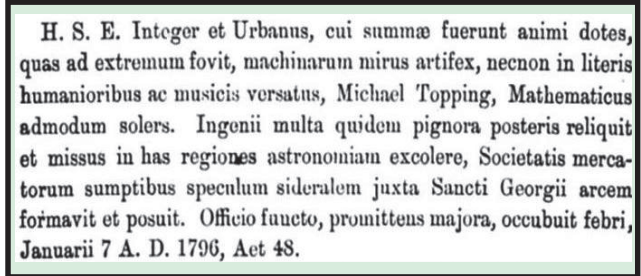 H. S. E. Integer et Urbanus, cui summæ fuerunt animi dotes,
quas ad extremum fovit, machinarum mirus artifex, necnon in literis
humanioribus ac musicis versatus, Michael Topping, Mathematicus
admodum solers. Ingenii multa quidem pignora posteris reliquit
et missus in has regiones astronomiam excolere, Societatis merca-
torum sumptibus speculum sideralem juxta Sancti Georgii arcem
formavit et posuit. Officio functo, promittens majora, occubuit febri,
Januarii 7 A. D. 1796, Aet 48.